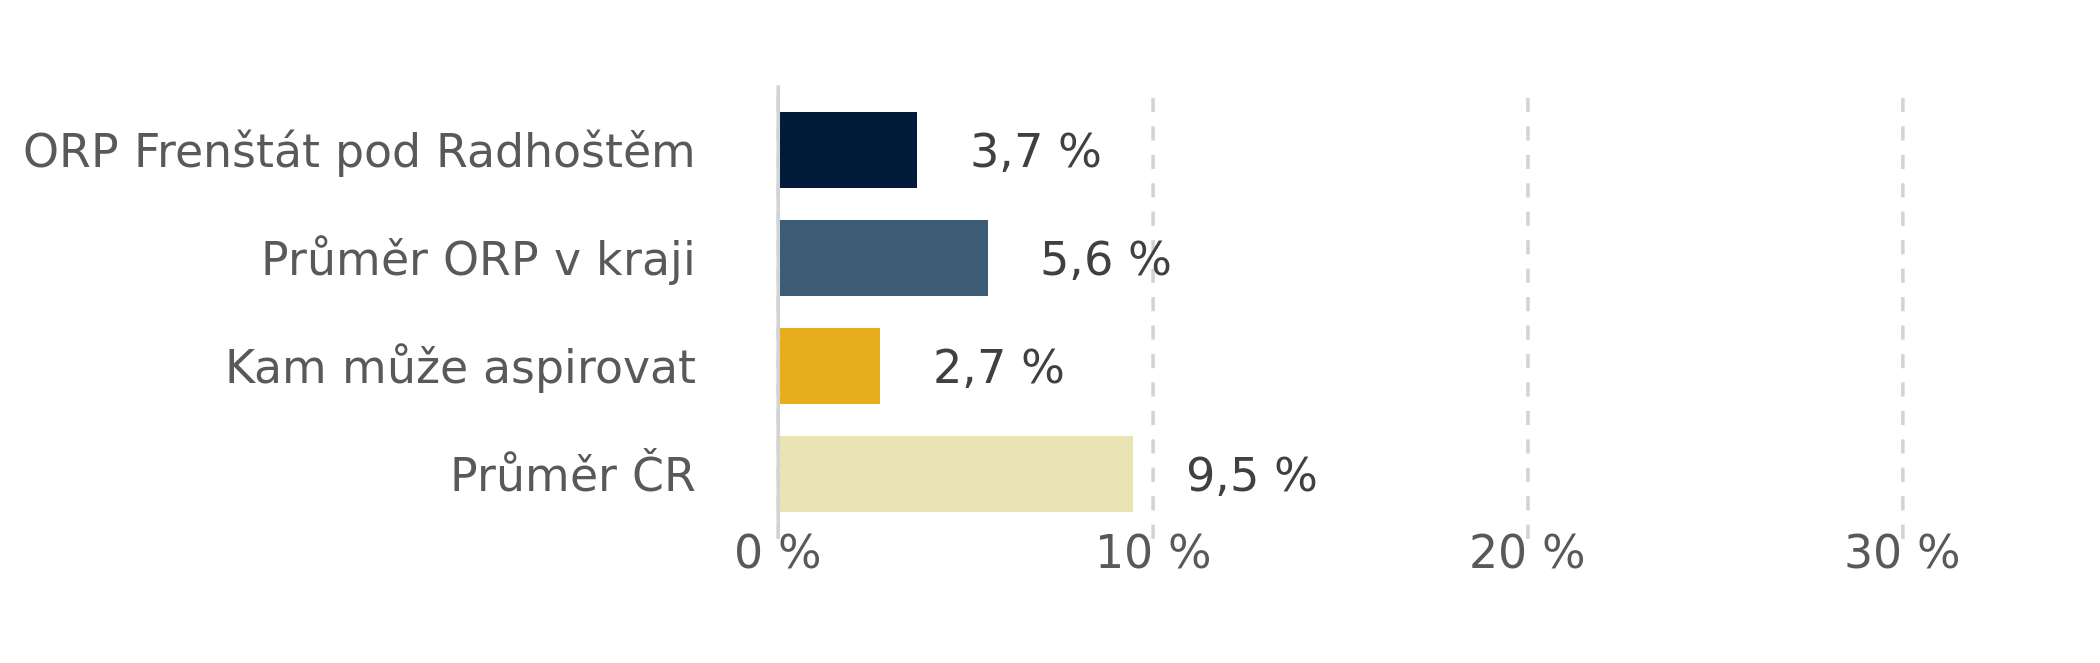 ORP Frenštát pod Radhoštěm
3,7 %
Průměr ORP v kraji
5,6 %
Kam může aspirovat
2,7 %
Průměr ČR
9,5 %
0 %
10 %
20 %
30 %